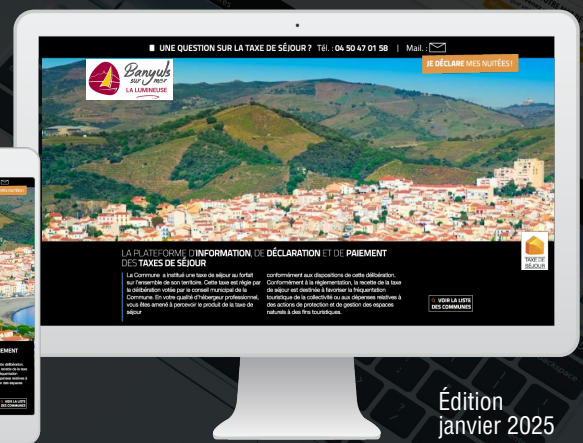 UNE QUESTION SUR LA TAXE DE SÉJOUR ? Tél. : 04 50 47 01 58 | Mail. :
JE DÉCLARE MES NUITÉES !
Banyuls
sur mer
LA LUMINEUSE
LA PLATEFORME D'INFORMATION, DE DÉCLARATION ET DE PAIEMENT
DES TAXES DE SÉJOUR
La Commune a institué une taxe de séjour au forfait
sur l'ensemble de son territoire. Cette taxe est régie par
la délibération votée par le conseil municipal de la
Commune. En votre qualité d'hébergeur professionnel,
vous êtes amené à percevoir le produit de la taxe de
séjour
conformément aux dispositions de cette délibération.
Conformément à la réglementation, la recette de la taxe
de séjour est destinée à favoriser la fréquentation
touristique de la collectivité ou aux dépenses relatives à
des actions de protection et de gestion des espaces
naturels à des fins touristiques.
TAXE DE
SÉJOUR
VOIR LA LISTE
DES COMMUNES
EMENT
VOIR LA LISTE
DES COMMUNES
Édition
janvier 2025